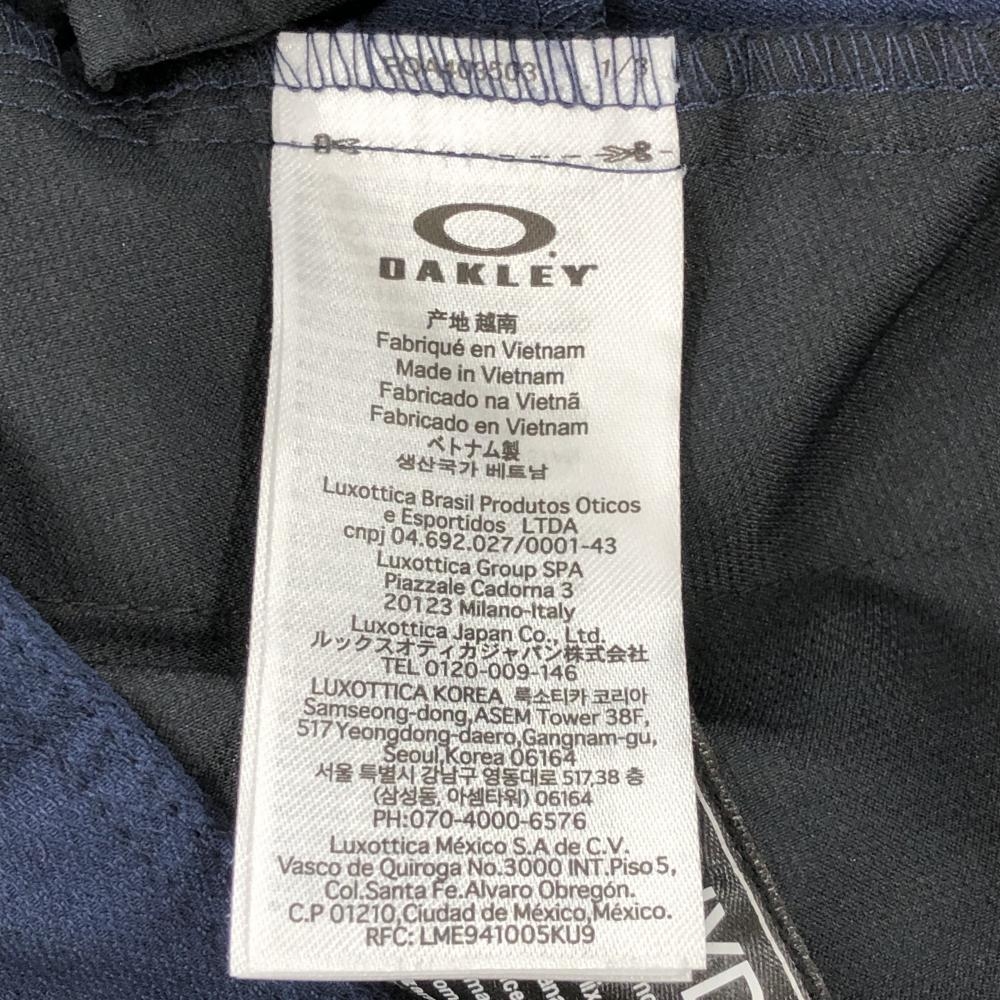 FOA403503 1/3
OAKLEY
产地 越南
Fabriqué en Vietnam
Made in Vietnam
Fabricado na Vietnã
Fabricado en Vietnam
ベトナム製
생산국가 베트남
Luxottica Brasil Produtos Oticos
e Esportidos LTDA
cnpj 04.692.027/0001-43
Luxottica Group SPA
Piazzale Cadorna 3
20123 Milano-Italy
Luxottica Japan Co., Ltd.
ルックスオティカジャパン株式会社
TEL 0120-009-146
LUXOTTICA KOREA 룩소티카 코리아
Samseong-dong,ASEM Tower 38F,
517 Yeongdong-daero,Gangnam-gu,
Seoul,Korea 06164
서울 특별시 강남구 영동대로 517,38 층
(삼성동, 아셈타워) 06164
PH:070-4000-6576
Luxottica México S.A de C.V.
Vasco de Quiroga No.3000 INT.Piso 5,
Col.Santa Fe.Alvaro Obregón.
C.P 01210,Ciudad de México,México.
RFC: LME941005KU9